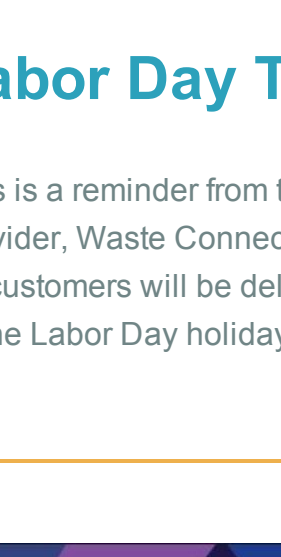 abor Day T
s is a reminder from t
vider, Waste Connec
customers will be del
he Labor Day holiday